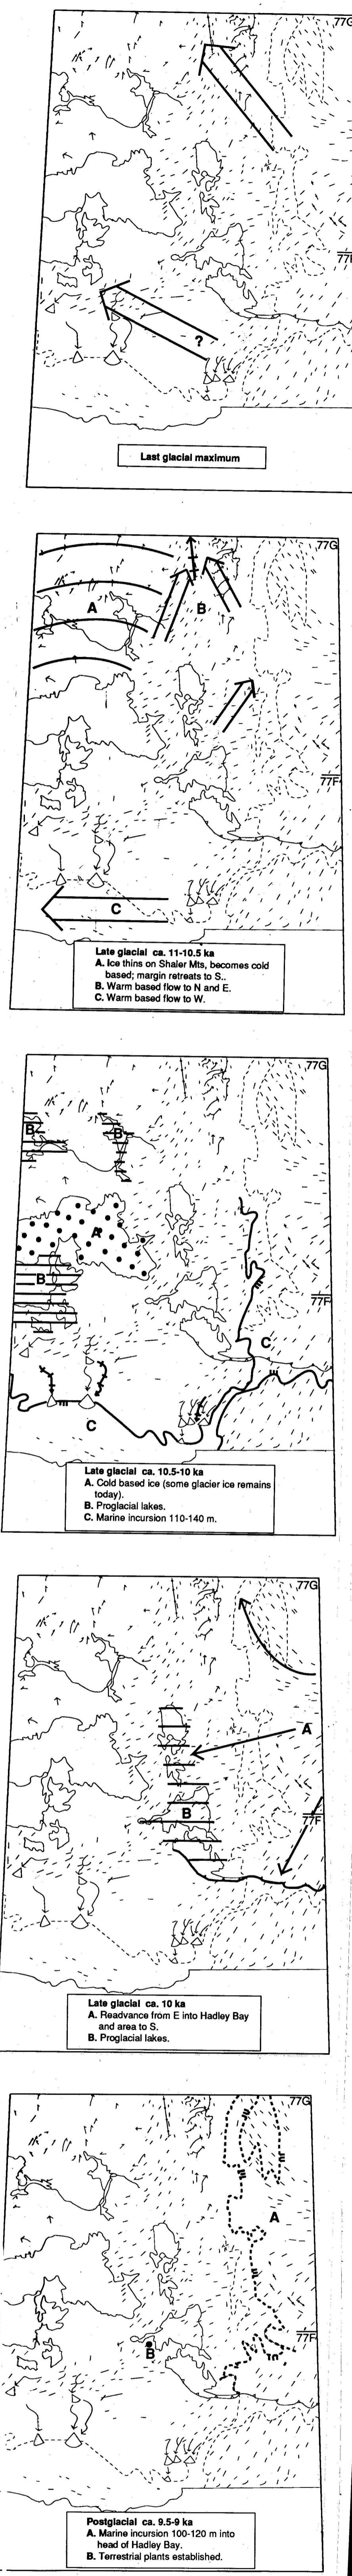 77G
77F
?
Last glacial maximum
77G
A
B
77F
C
Late glacial ca. 11-10.5 ka
A. Ice thins on Shaler Mts, becomes cold
based; margin retreats to S..
B. Warm based flow to N and E.
C. Warm based flow to W.
77G
B
B
A
B
77F
C
C
Late glacial ca. 10.5-10 ka
A. Cold based ice (some glacier ice remains
today).
B. Proglacial lakes.
C. Marine incursion 110-140 m.
77G
A
B
77F
Late glacial ca. 10 ka
A. Readvance from E into Hadley Bay
and area to S.
B. Proglacial lakes.
77G
A
77F
B
Postglacial ca. 9.5-9 ka
A. Marine incursion 100-120 m into
head of Hadley Bay.
B. Terrestrial plants established.